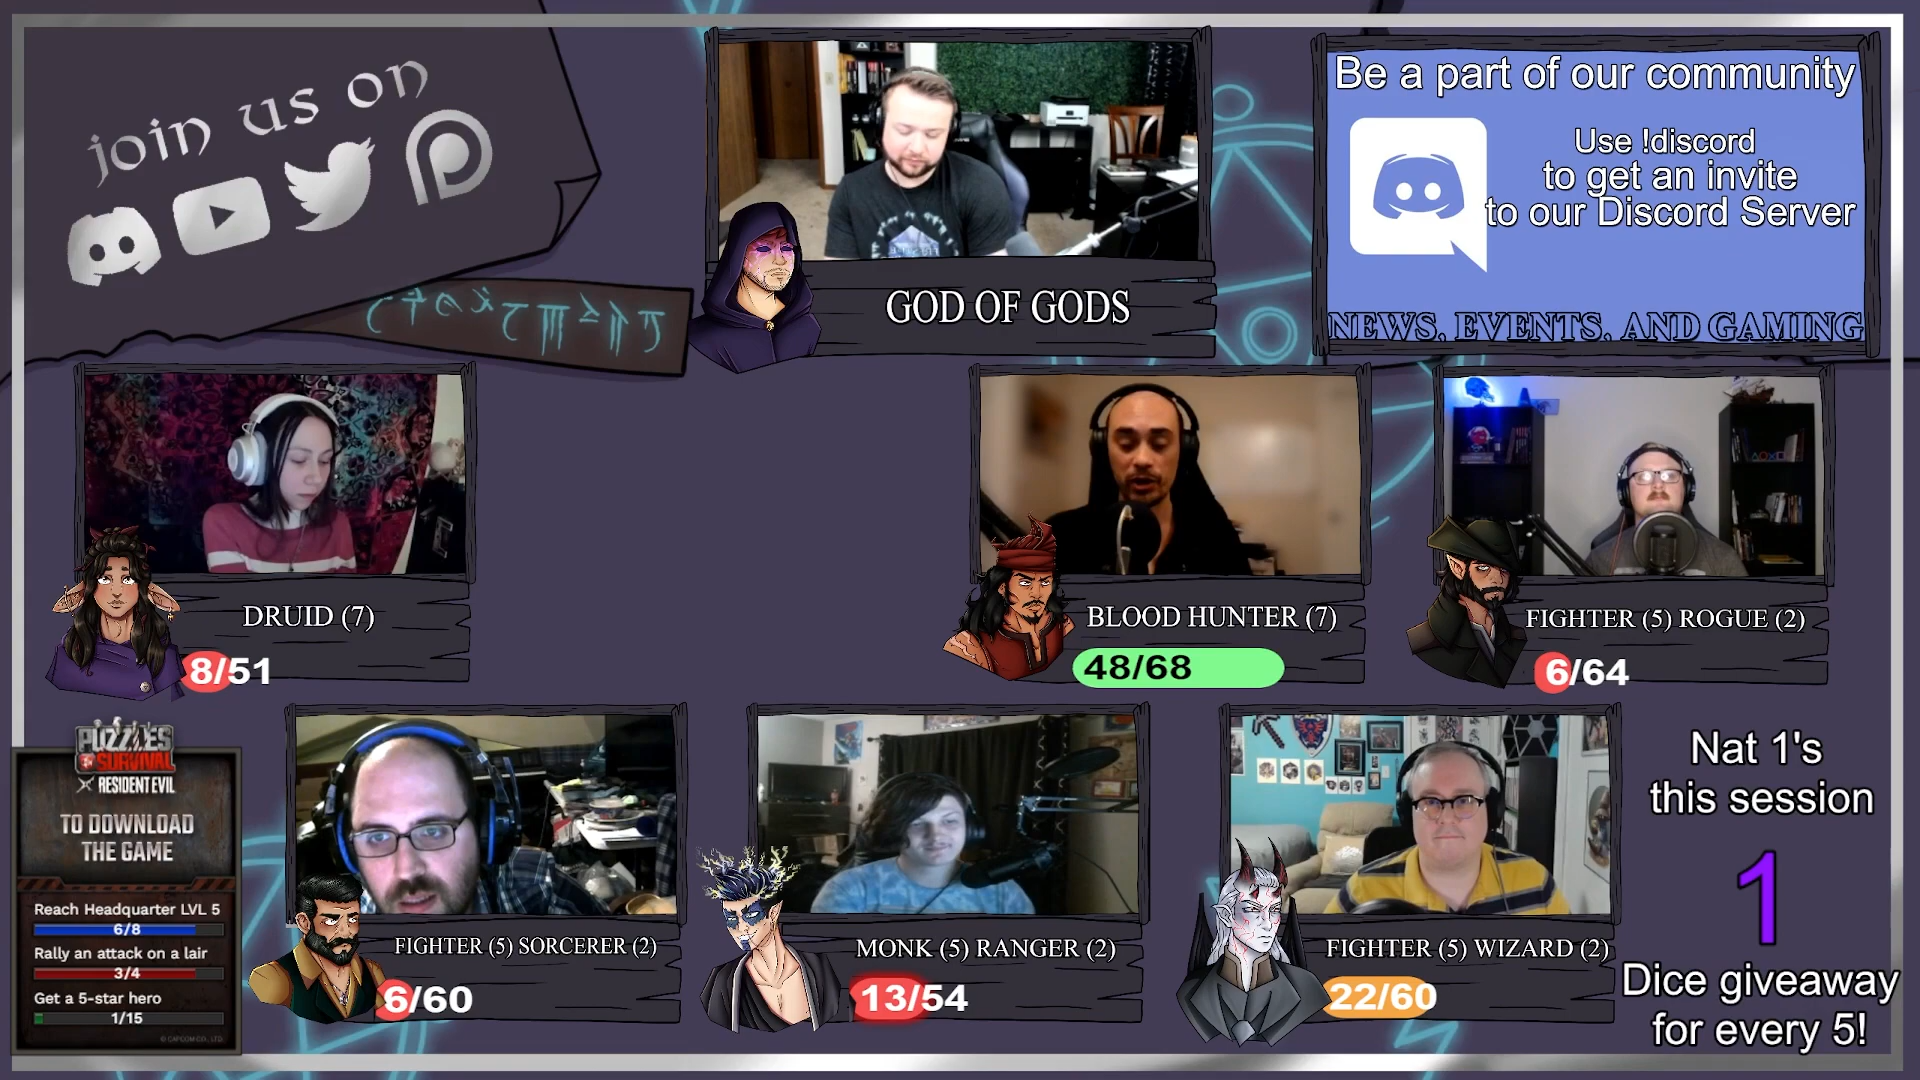 join us on
GOD OF GODS
Be a part of our community
Use !discord
to get an invite
to our Discord Server
NEWS, EVENTS, AND GAMING
DRUID (7)
8/51
BLOOD HUNTER (7)
48/68
FIGHTER (5) ROGUE (2)
6/64
PUZZLES
& SURVIVAL
X RESIDENT EVIL
TO DOWNLOAD
THE GAME
Reach Headquarter LVL 5
6/8
Rally an attack on a lair
3/4
Get a 5-star hero
1/15
© CAPCOM CO., LTD.
FIGHTER (5) SORCERER (2)
6/60
MONK (5) RANGER (2)
13/54
FIGHTER (5) WIZARD (2)
22/60
Nat 1's
this session
1
Dice giveaway
for every 5!